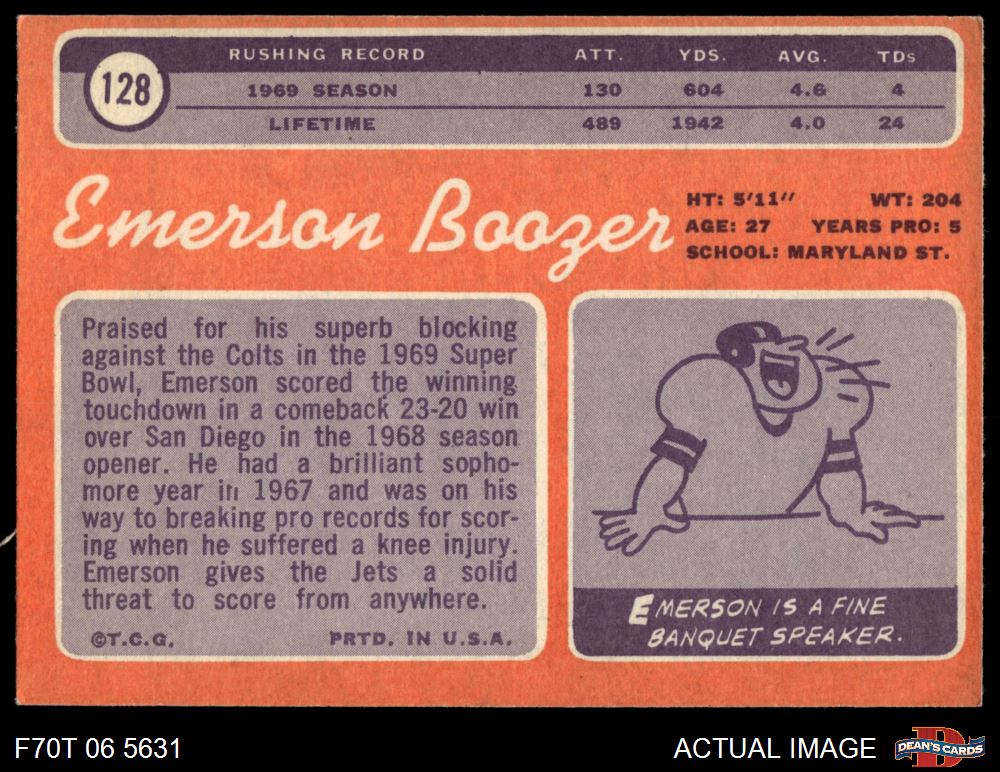 128
RUSHING RECORD ATT. YDS. AVG. TDs
1969 SEASON 130 604 4.6 4
LIFETIME 489 1942 4.0 24
Emerson Boozer
HT: 5'11" WT: 204
AGE: 27 YEARS PRO: 5
SCHOOL: MARYLAND ST.
Praised for his superb blocking
against the Colts in the 1969 Super
Bowl, Emerson scored the winning
touchdown in a comeback 23-20 win
over San Diego in the 1968 season
opener. He had a brilliant sopho-
more year in 1967 and was on his
way to breaking pro records for scor-
ing when he suffered a knee injury.
Emerson gives the Jets a solid
threat to score from anywhere.
©T.C.G. PRTD. IN U.S.A.
EMERSON IS A FINE
BANQUET SPEAKER.
F70T 06 5631
ACTUAL IMAGE
D
DEAN'S CARDS